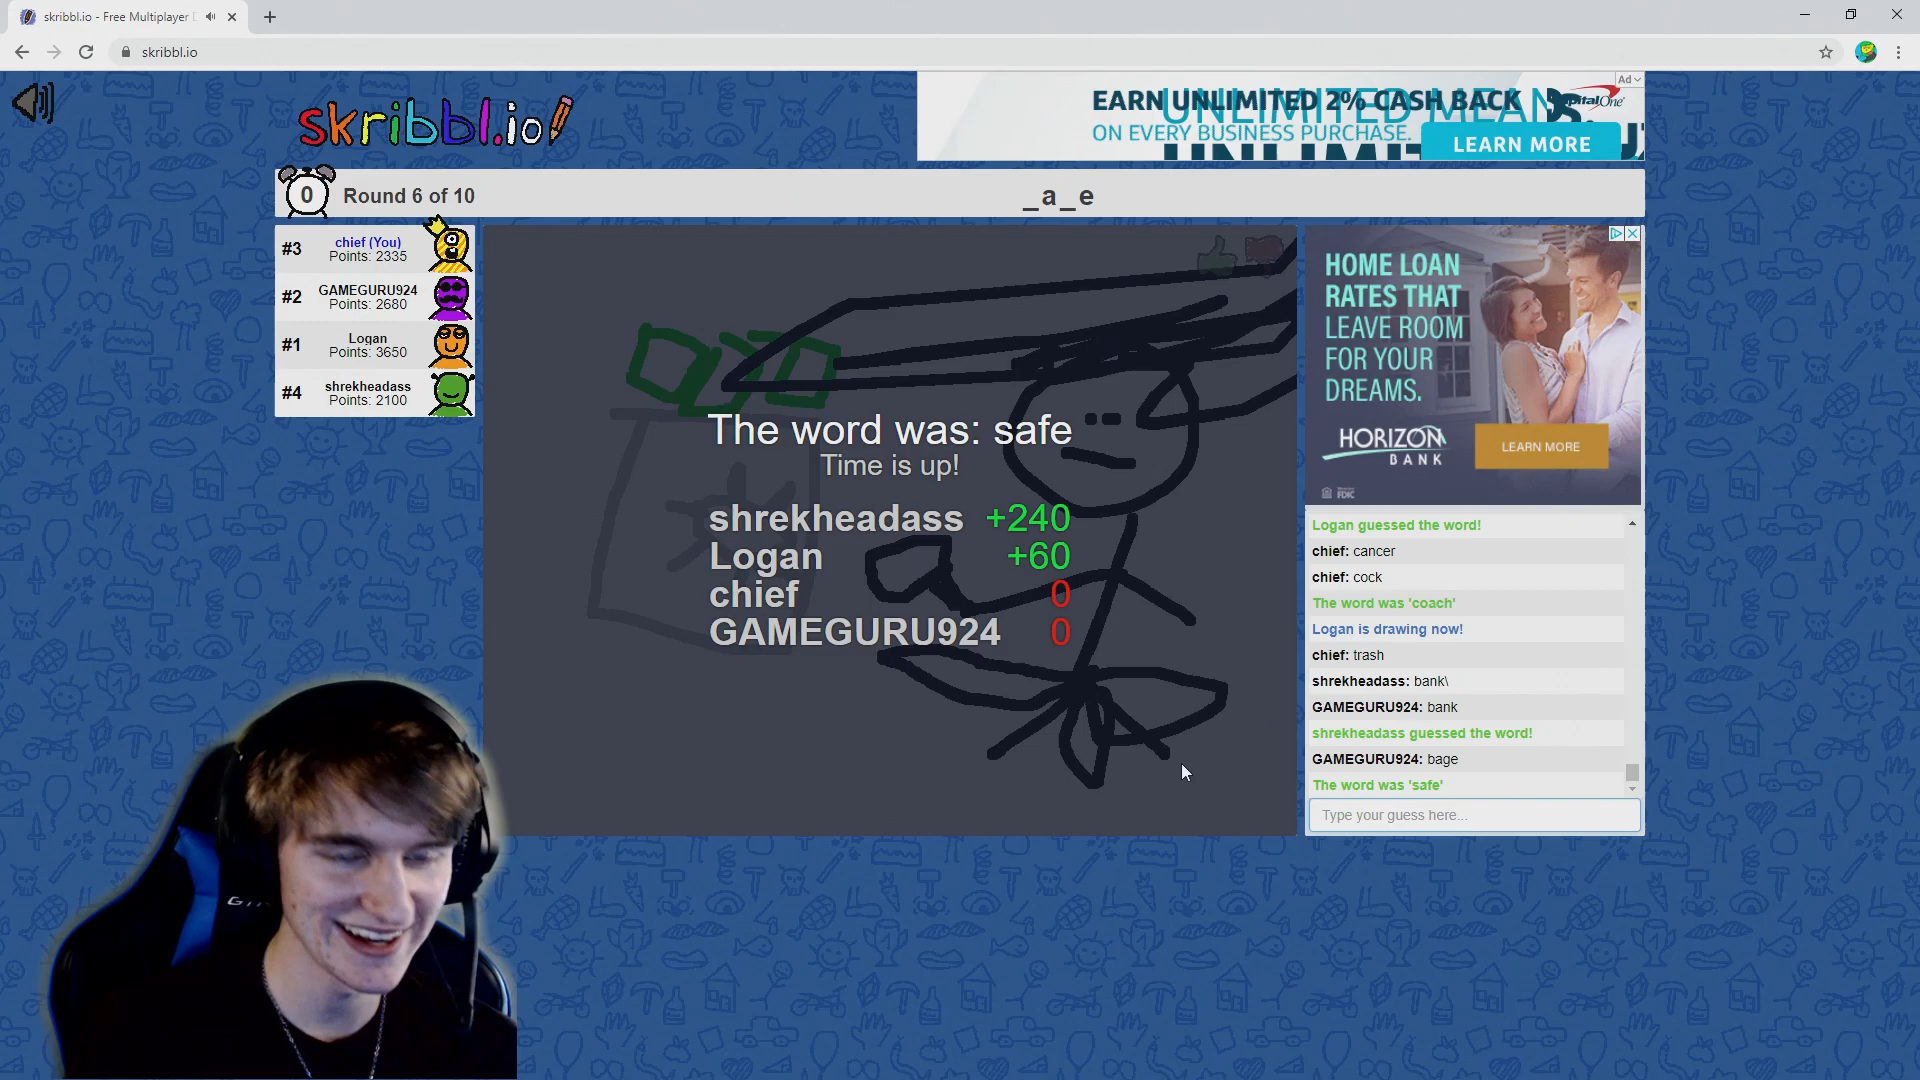 skribbl.io - Free Multiplayer
skribbl.io
skribbl.io
Ad
EARN UNLIMITED 2% CASH BACK
ON EVERY BUSINESS PURCHASE.
UNLIMITED MEANS
LEARN MORE
0
Round 6 of 10
_a_e
#3
chief (You)
Points: 2335
#2
GAMEGURU924
Points: 2680
#1
Logan
Points: 3650
#4
shrekheadass
Points: 2100
The word was: safe
Time is up!
shrekheadass +240
Logan +60
chief 0
GAMEGURU924 0
HOME LOAN
RATES THAT
LEAVE ROOM
FOR YOUR
DREAMS.
HORIZON
BANK
LEARN MORE
FDIC
Logan guessed the word!
chief: cancer
chief: cock
The word was 'coach'
Logan is drawing now!
chief: trash
shrekheadass: bank\
GAMEGURU924: bank
shrekheadass guessed the word!
GAMEGURU924: bage
The word was 'safe'
Type your guess here...